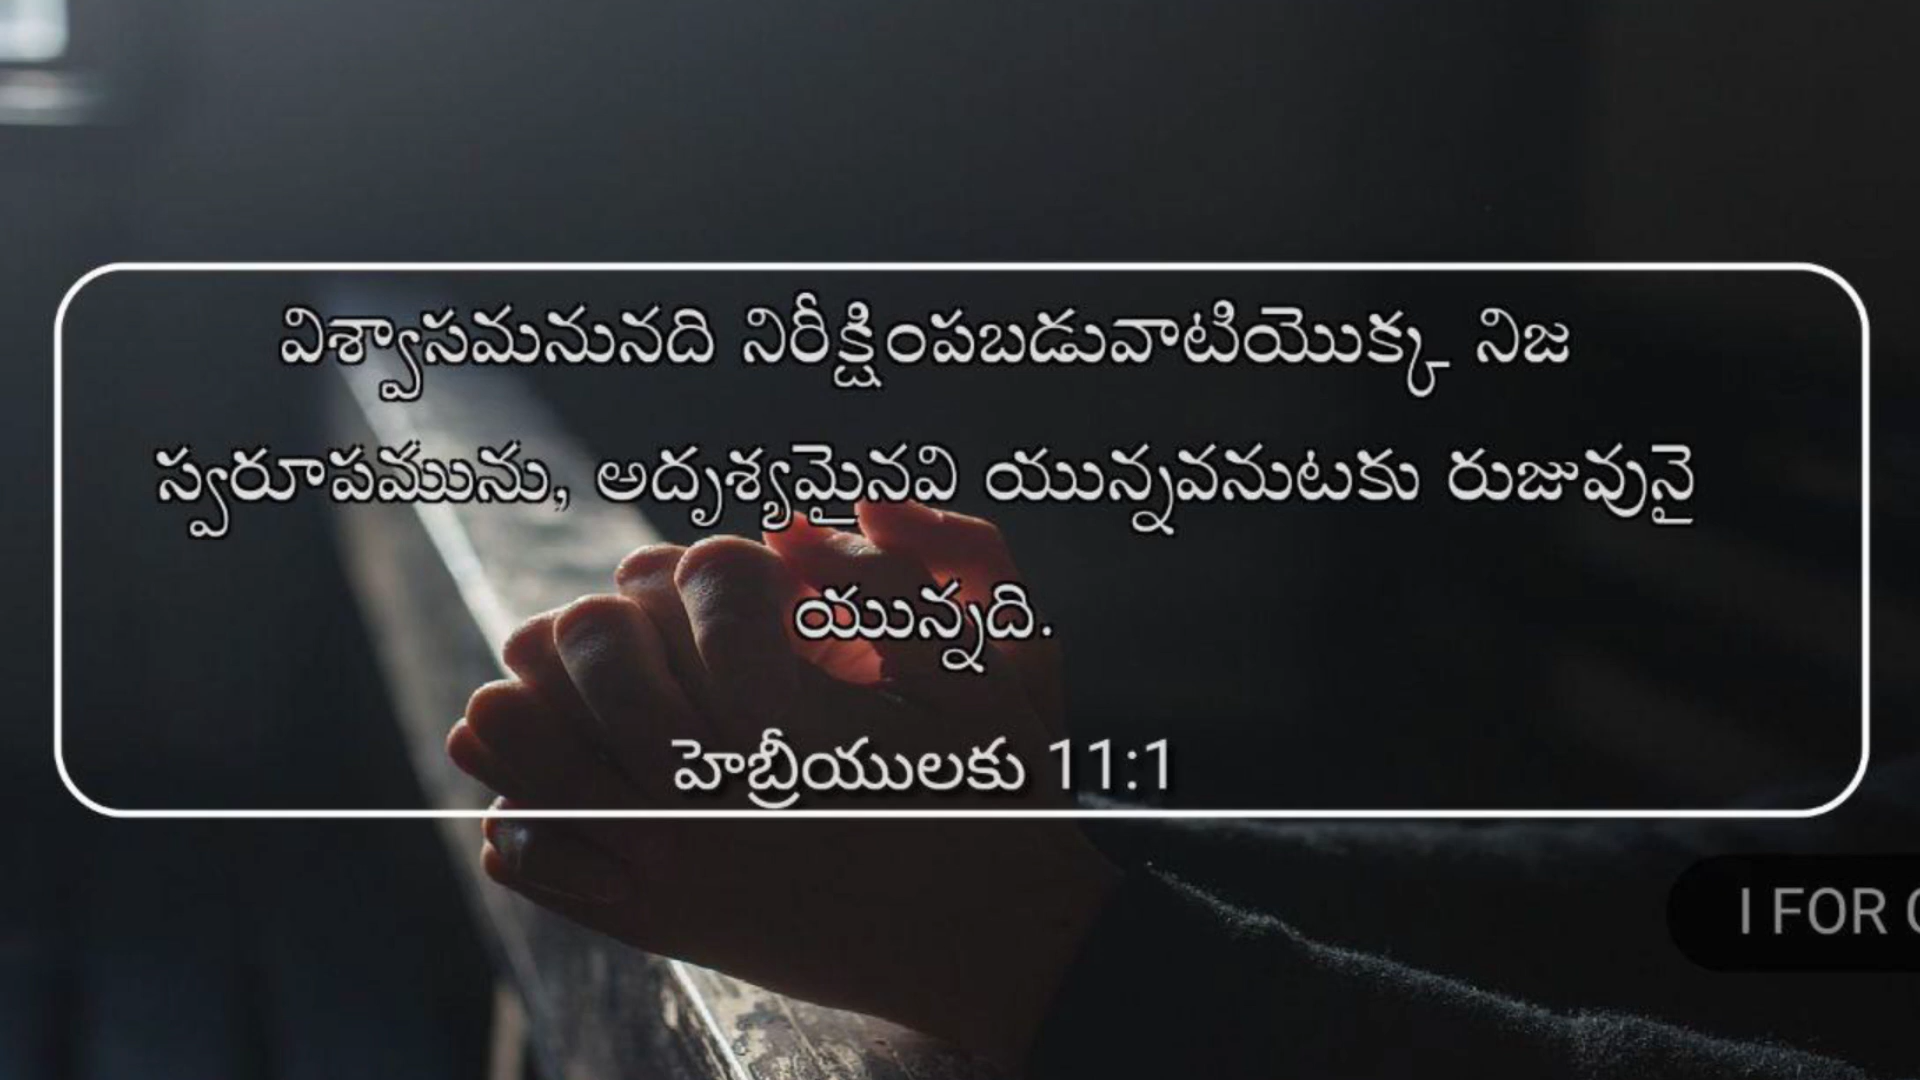 విశ్వాసమనునది నిరీక్షింపబడువాటియొక్క నిజ
స్వరూపమును, అదృశ్యమైనవి యున్నవనుటకు రుజువునై
యున్నది.
హెబ్రీయులకు 11:1
I FOR